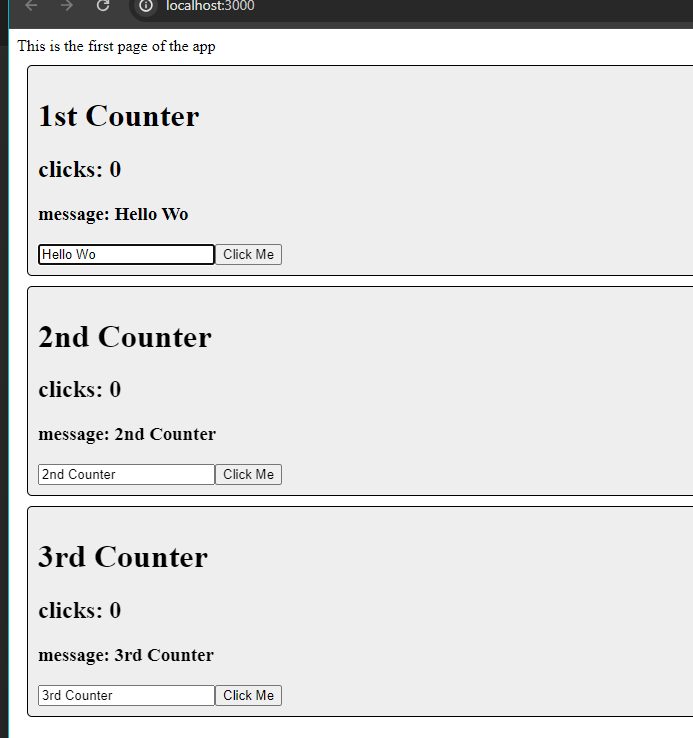 localhost:3000
This is the first page of the app
1st Counter
clicks: 0
message: Hello Wo
Hello Wo Click Me
2nd Counter
clicks: 0
message: 2nd Counter
2nd Counter Click Me
3rd Counter
clicks: 0
message: 3rd Counter
3rd Counter Click Me